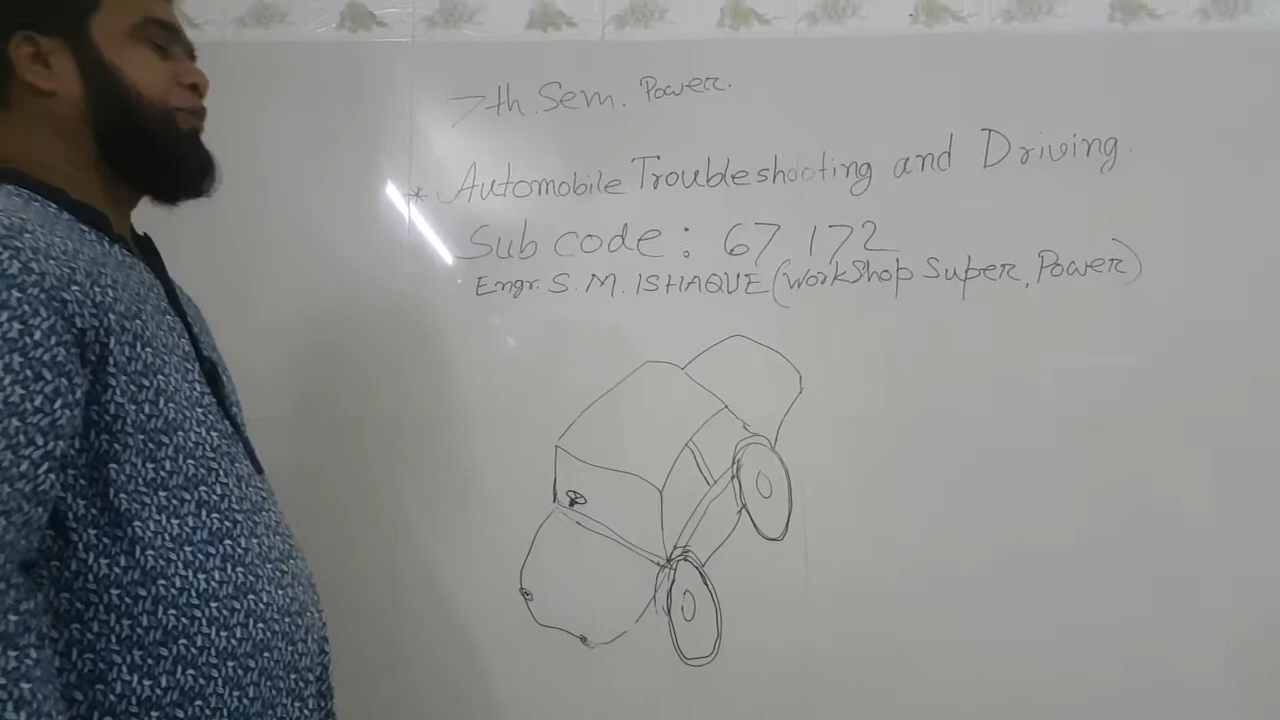 7th Sem. Power.
* Automobile Troubleshooting and Driving.
Sub code : 67172
Engr. S. M. ISHAQUE (WorkShop Super, Power)